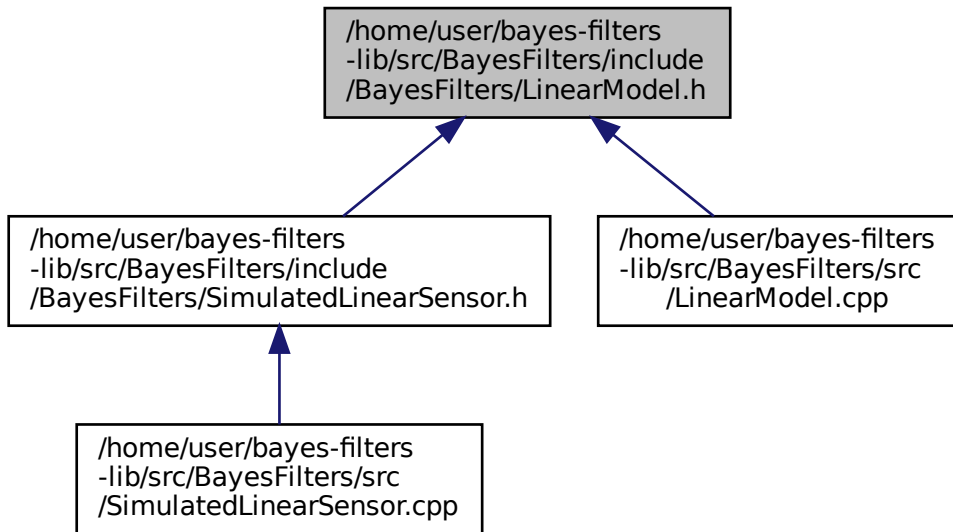 /home/user/bayes-filters
-lib/src/BayesFilters/include
/BayesFilters/LinearModel.h
/home/user/bayes-filters
-lib/src/BayesFilters/include
/BayesFilters/SimulatedLinearSensor.h
/home/user/bayes-filters
-lib/src/BayesFilters/src
/LinearModel.cpp
/home/user/bayes-filters
-lib/src/BayesFilters/src
/SimulatedLinearSensor.cpp